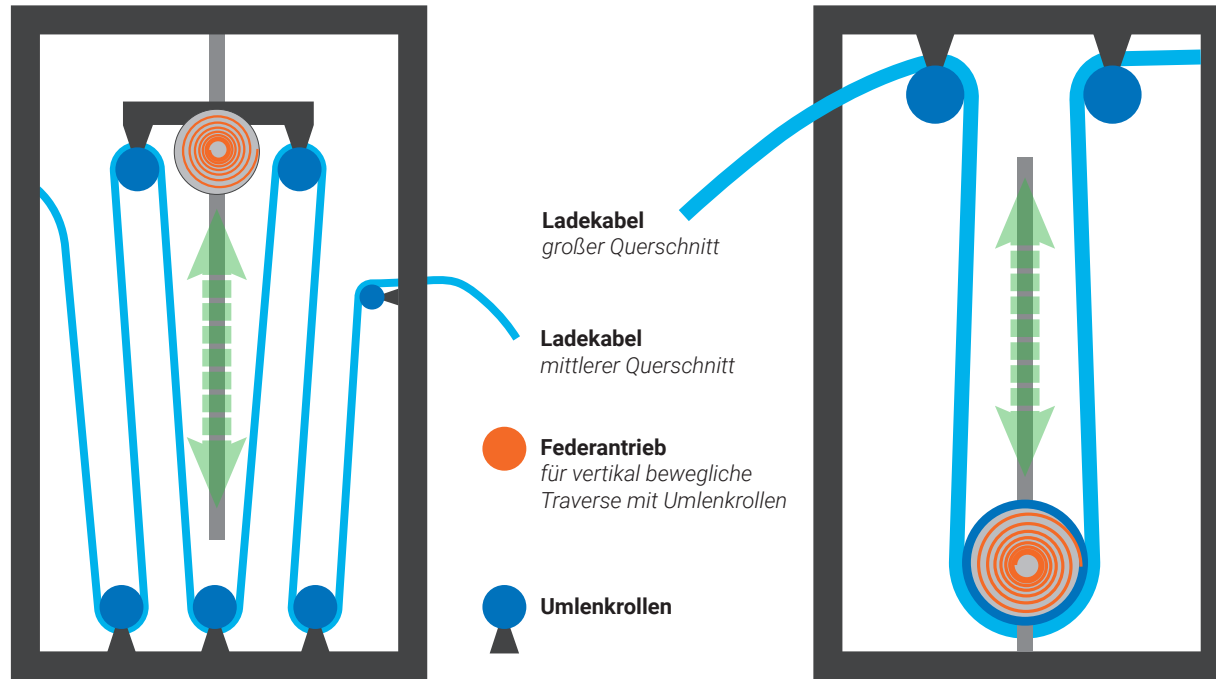 Ladekabel
großer Querschnitt
Ladekabel
mittlerer Querschnitt
Federantrieb
für vertikal bewegliche
Traverse mit Umlenkrollen
Umlenkrollen